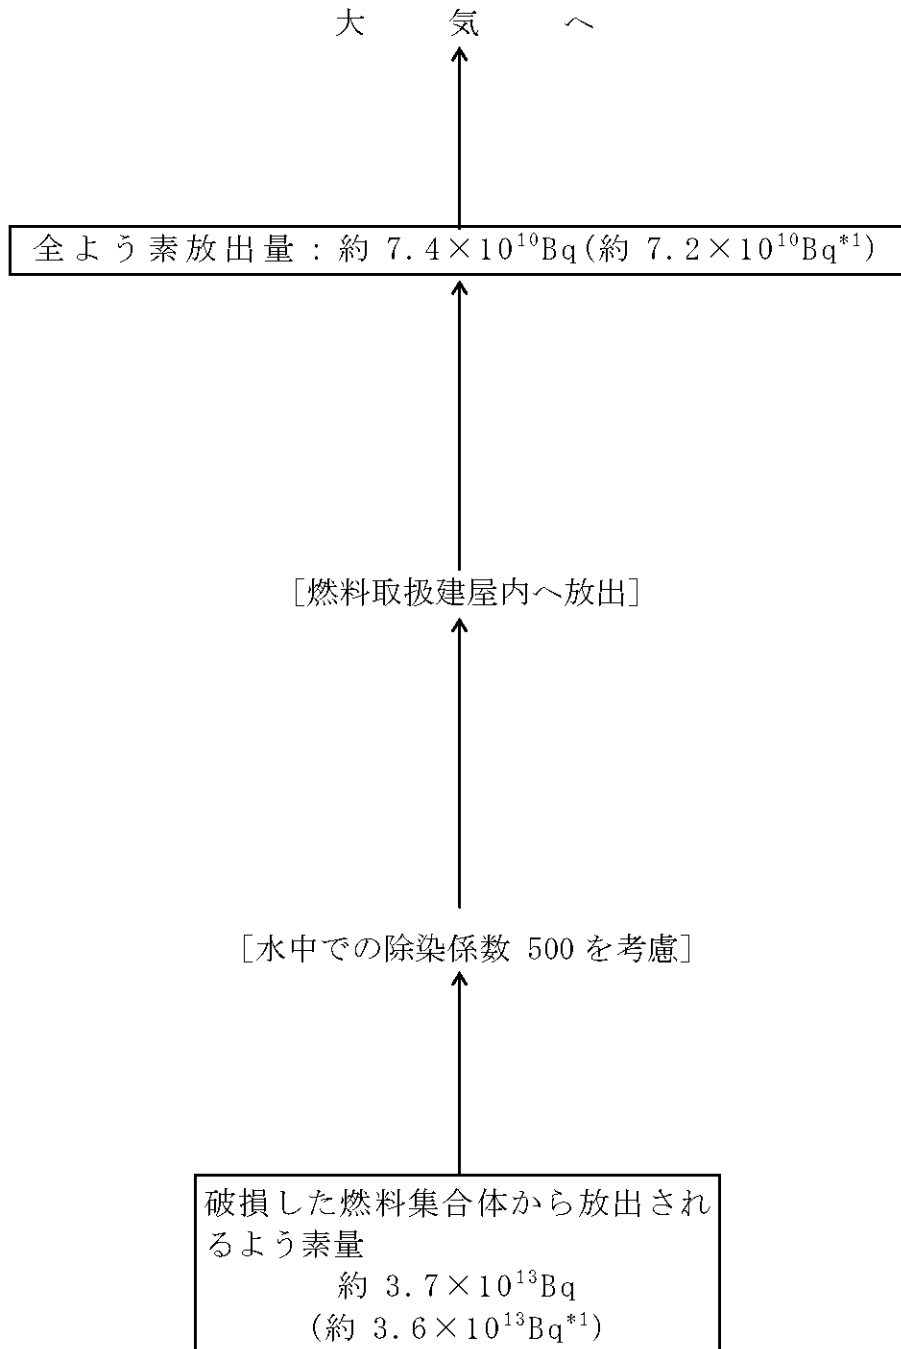 大 気 へ
全よう素放出量：約 7.4×10¹⁰Bq(約 7.2×10¹⁰Bq*¹)
[燃料取扱建屋内へ放出]
[水中での除染係数 500 を考慮]
破損した燃料集合体から放出され
るよう素量
約 3.7×10¹³Bq
(約 3.6×10¹³Bq*¹)